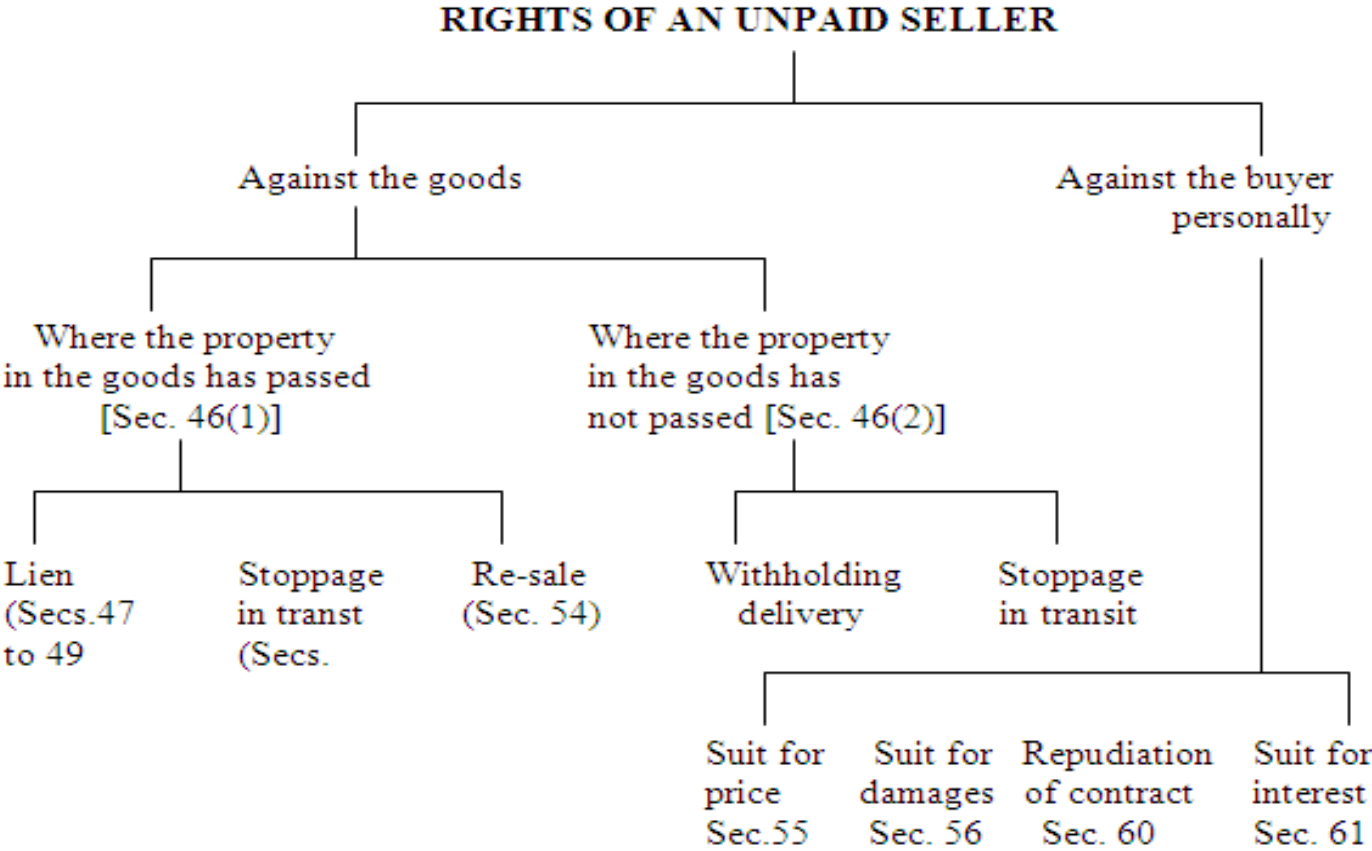 RIGHTS OF AN UNPAID SELLER
Against the goods
Against the buyer
personally
Where the property
in the goods has passed
[Sec. 46(1)]
Where the property
in the goods has
not passed [Sec. 46(2)]
Lien
(Secs.47
to 49
Stoppage
in transt
(Secs.
Re-sale
(Sec. 54)
Withholding
delivery
Stoppage
in transit
Suit for
price
Sec.55
Suit for
damages
Sec. 56
Repudiation
of contract
Sec. 60
Suit for
interest
Sec. 61